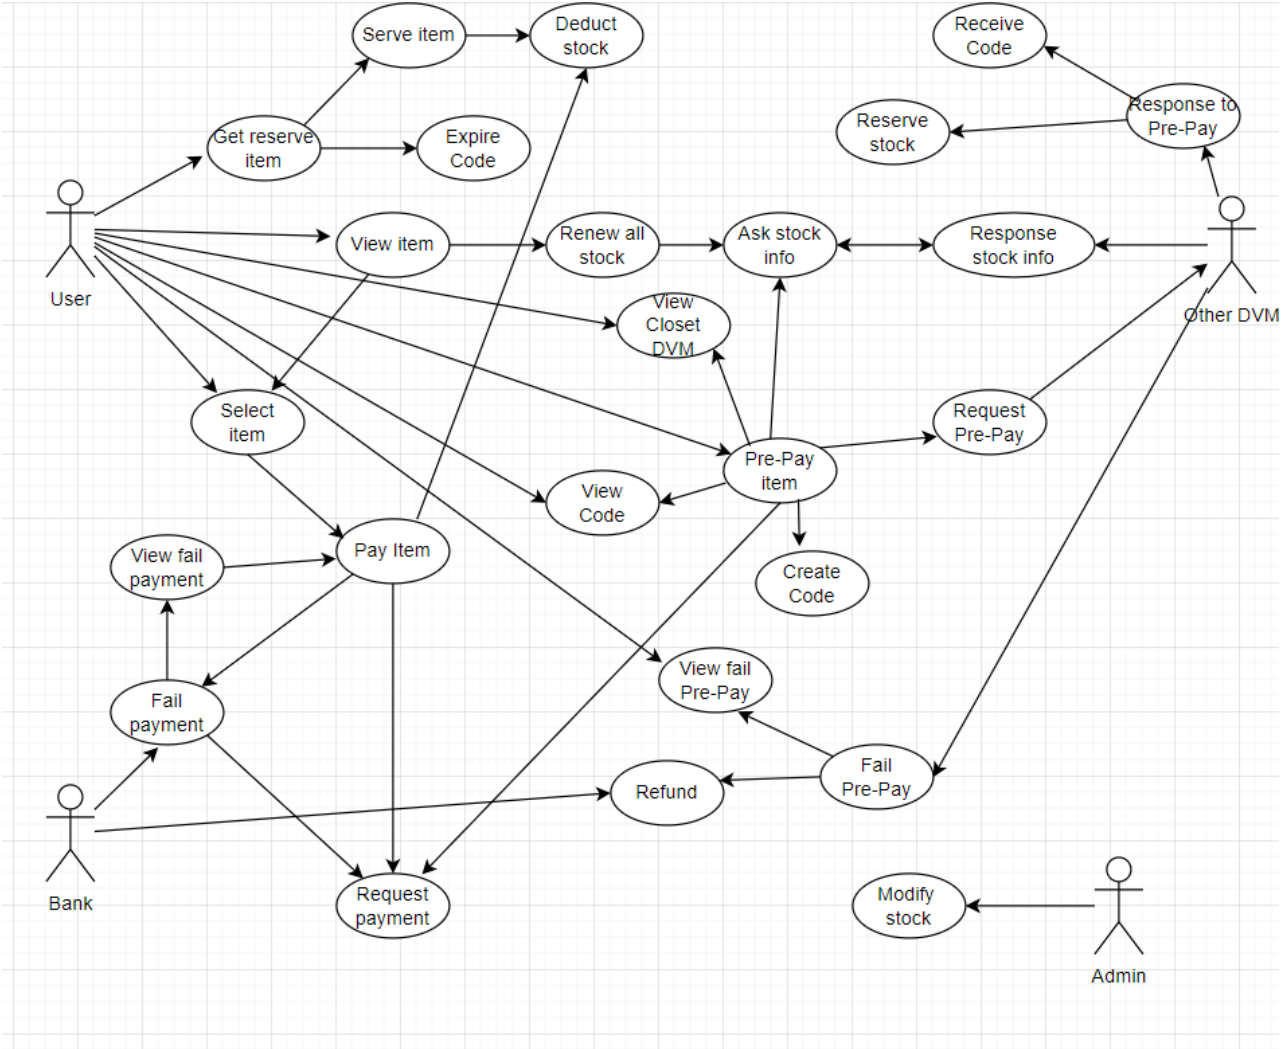 Serve item
Deduct
stock
Receive
Code
Get reserve
item
Expire
Code
Reserve
stock
Response to
Pre-Pay
User
View item
Renew all
stock
Ask stock
info
Response
stock info
Other DVM
View
Closet
DVM
Select
item
Request
Pre-Pay
Pre-Pay
item
View
Code
Pay Item
View fail
payment
Create
Code
View fail
Pre-Pay
Fail
payment
Refund
Fail
Pre-Pay
Bank
Request
payment
Modify
stock
Admin